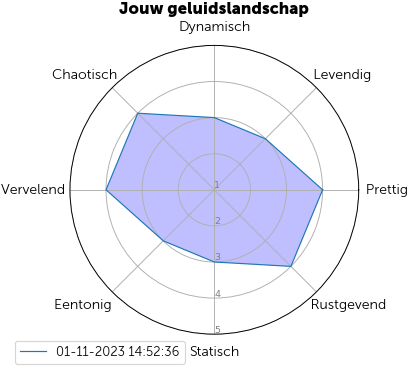 Jouw geluidslandschap
Dynamisch
Chaotisch
Levendig
Vervelend
1
Prettig
2
3
4
Eentonig
Rustgevend
5
01-11-2023 14:52:36
Statisch